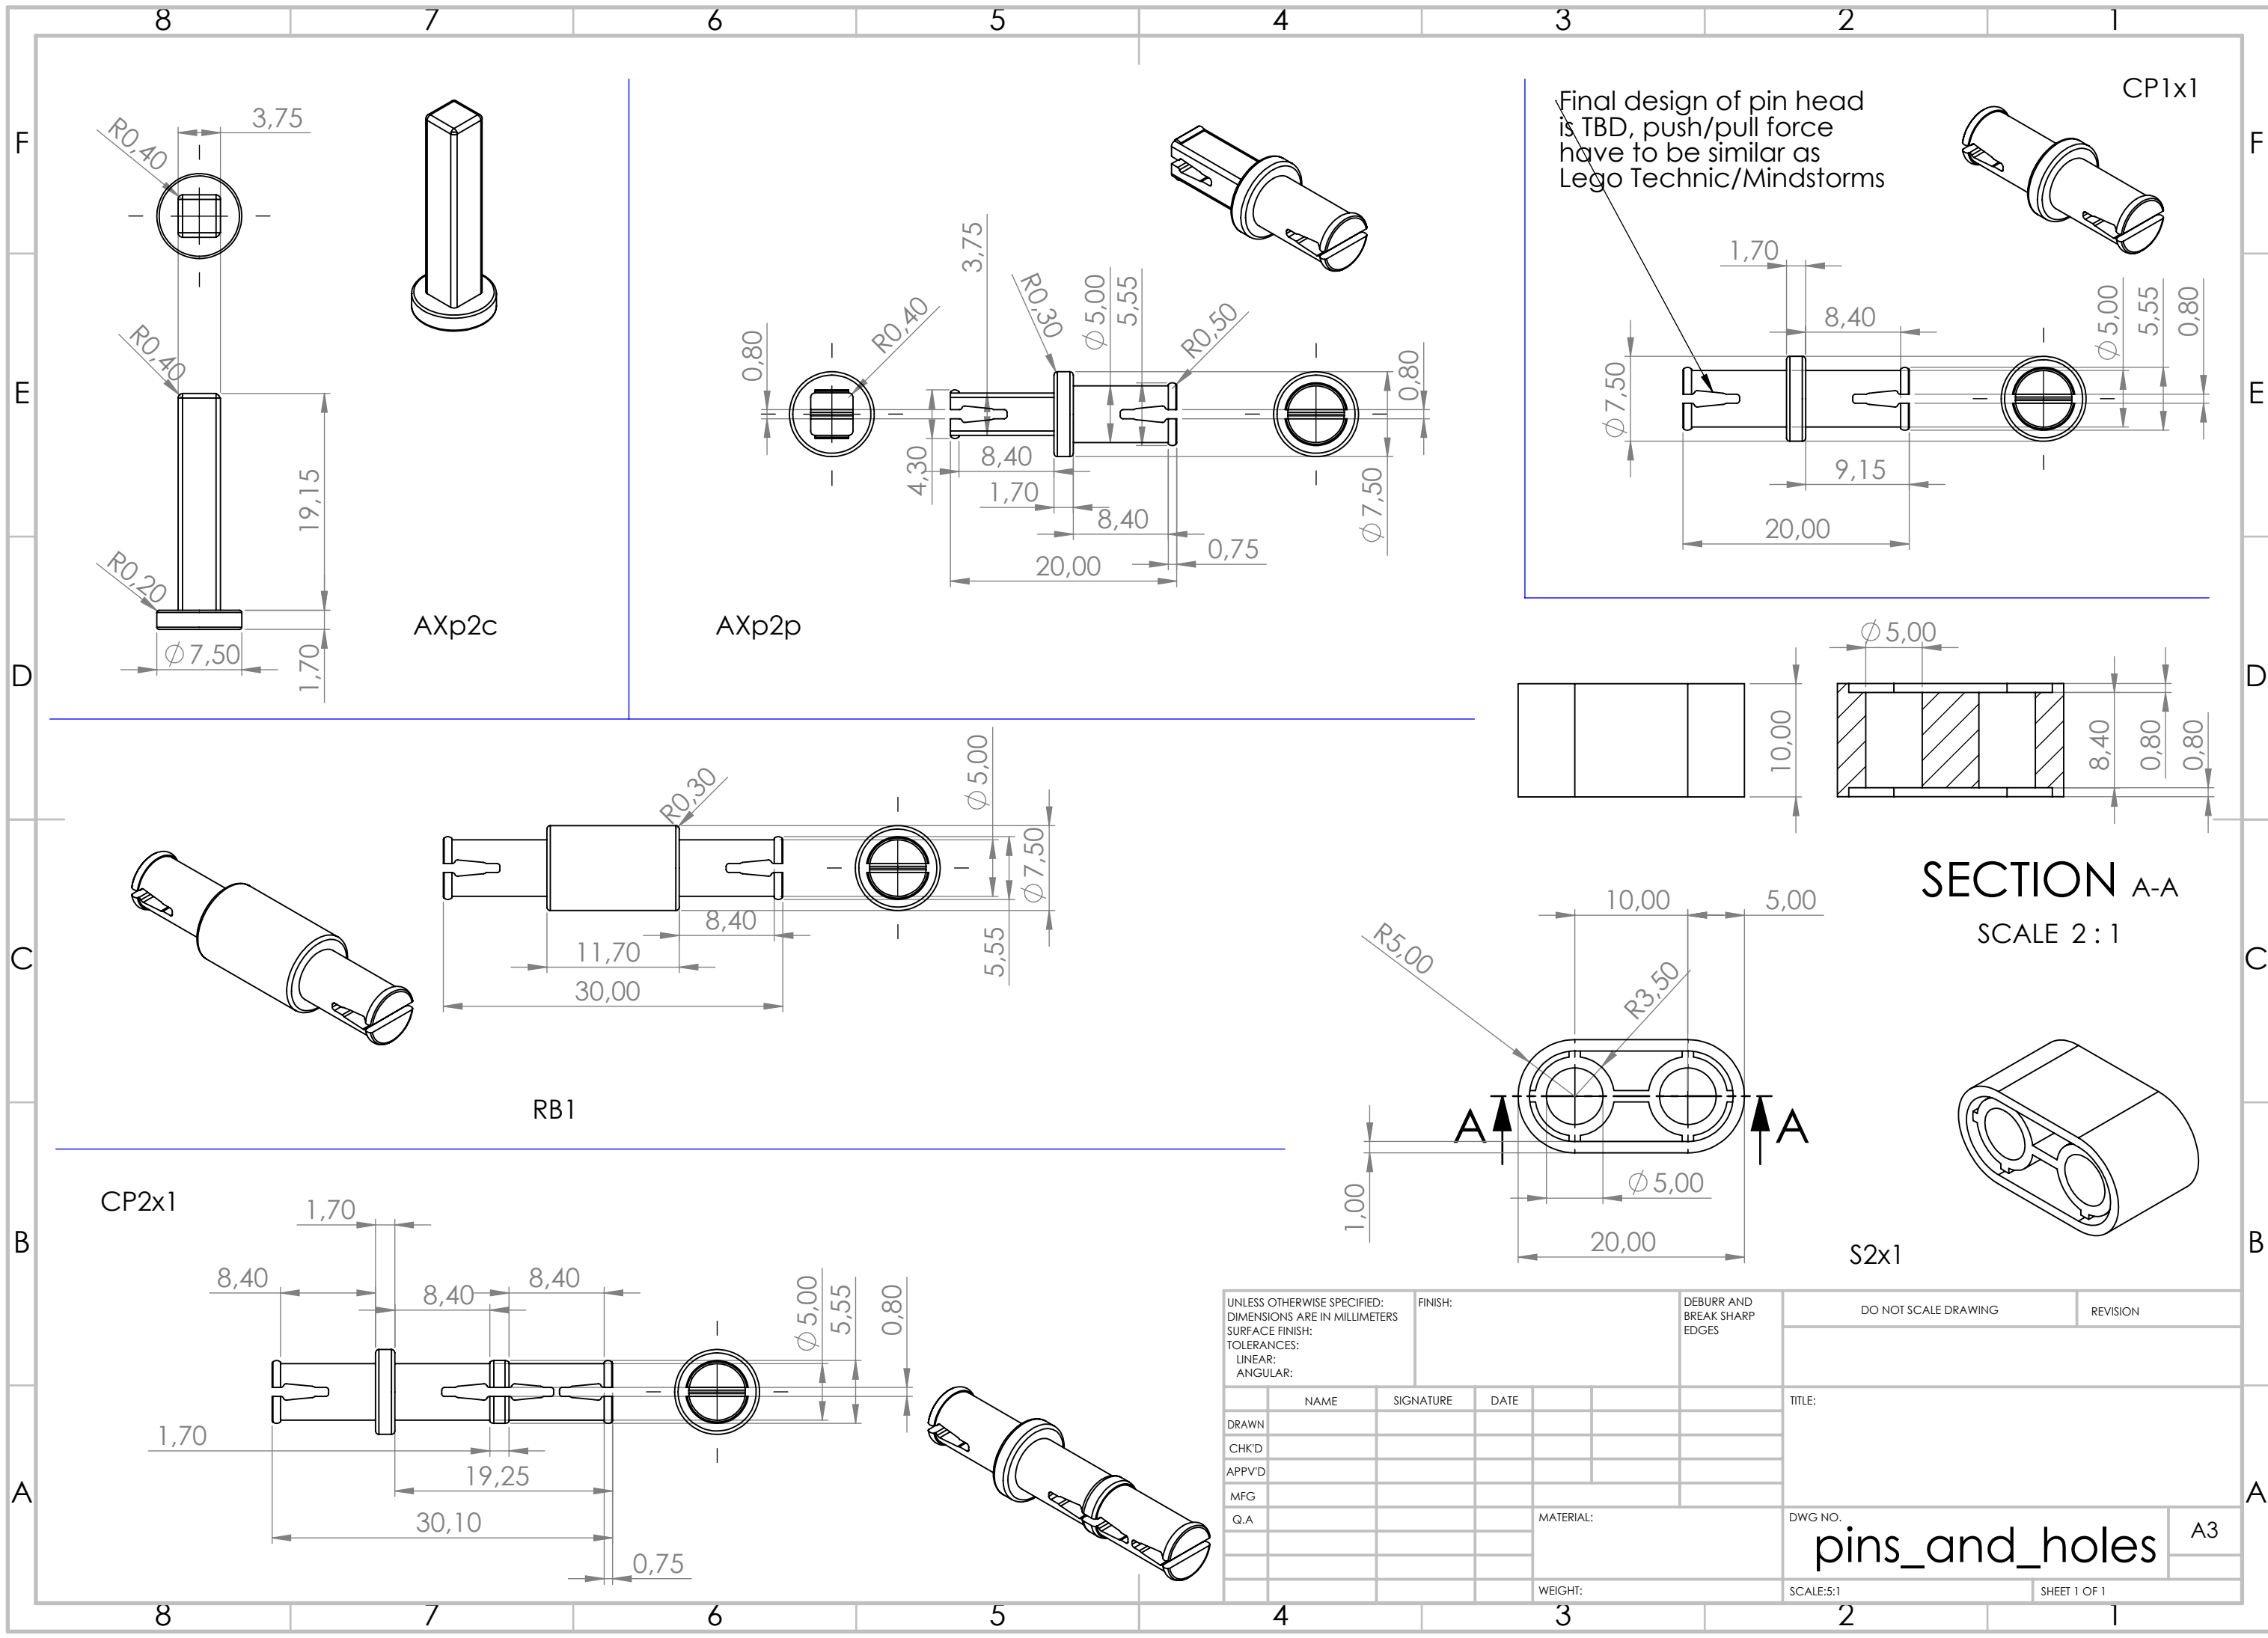 8 7 6 5 4 3 2 1
F
E
D
C
B
A
R0,40
3,75
R0,40
19,15
R0,20
⌀7,50
1,70
AXp2c
0,80
R0,40
3,75
R0,30
⌀5,00
5,55
R0,50
0,80
4,30
8,40
1,70
8,40
0,75
20,00
⌀7,50
AXp2p
Final design of pin head
is TBD, push/pull force
have to be similar as
Lego Technic/Mindstorms
CP1x1
1,70
8,40
⌀5,00
5,55
0,80
⌀7,50
9,15
20,00
10,00
⌀5,00
8,40
0,80
0,80
SECTION A-A
SCALE 2 : 1
10,00
5,00
R5,00
R3,50
A
A
1,00
⌀5,00
20,00
S2x1
R0,30
⌀5,00
⌀7,50
8,40
5,55
11,70
30,00
RB1
CP2x1
1,70
8,40
8,40
8,40
⌀5,00
5,55
0,80
1,70
19,25
30,10
0,75
UNLESS OTHERWISE SPECIFIED:
DIMENSIONS ARE IN MILLIMETERS
SURFACE FINISH:
TOLERANCES:
LINEAR:
ANGULAR:
FINISH:
DEBURR AND
BREAK SHARP
EDGES
DO NOT SCALE DRAWING
REVISION
NAME
SIGNATURE
DATE
TITLE:
DRAWN
CHK'D
APPV'D
MFG
Q.A
MATERIAL:
DWG NO.
pins_and_holes
A3
WEIGHT:
SCALE:5:1
SHEET 1 OF 1
F
E
D
C
B
A
8 7 6 5 4 3 2 1